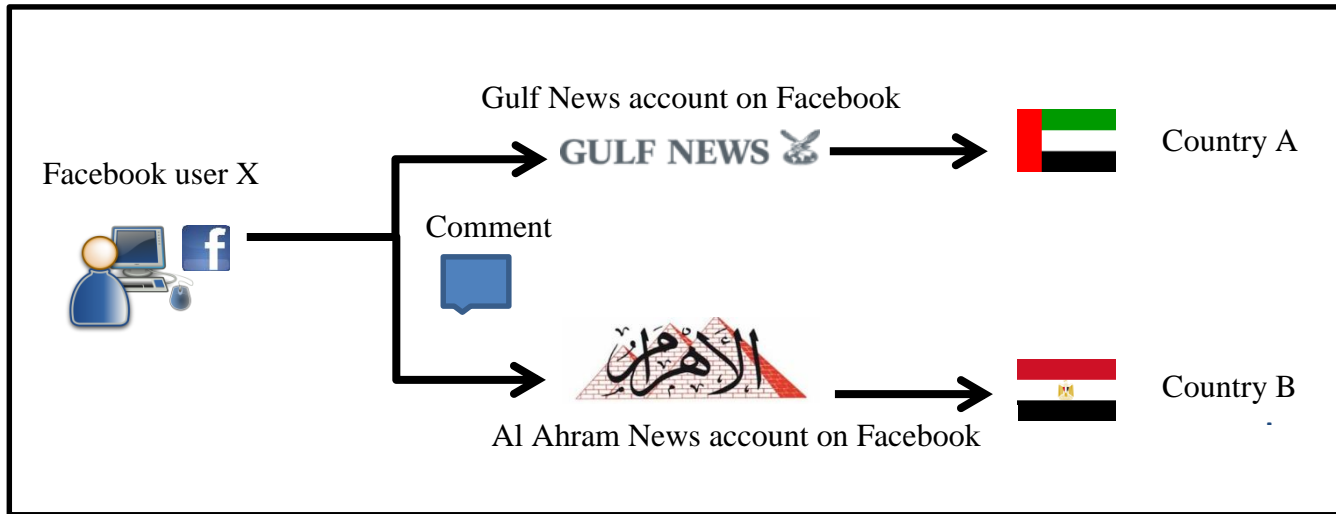 Gulf News account on Facebook
GULF NEWS
Country A
Facebook user X
f
Comment
الأهرام
Country B
Al Ahram News account on Facebook